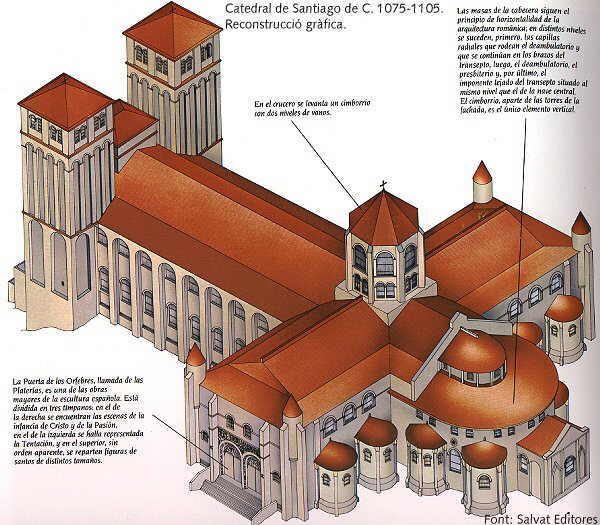 Catedral de Santiago de C. 1075-1105.
Reconstrucció gràfica.
Las masas de la cabecera siguen el
principio de horizontalidad de la
arquitectura románica, en distintos niveles
se suceden, primero, las capillas
radiales que rodean el deambulatorio y
que se continúan en los brazos del
transepto, luego, el deambulatorio, el
presbiterio y, por último, el
imponente tejado del transepto situado al
mismo nivel que el de la nave central.
El cimborrio, aparte de las torres de la
fachada, es el único elemento vertical.
En el crucero se levanta un cimborrio
con dos niveles de vanos.
La Puerta de los Orfebres, llamada de las
Platerías, es una de las obras
mayores de la escultura española. Está
dividida en tres tímpanos: en el de
la derecha se encuentran las escenas de la
infancia de Cristo y de la Pasión,
en el de la izquierda se halla representada
la Tentación, y en el superior, sin
orden aparente, se reparten figuras de
santos de distintos tamaños.
Font: Salvat Editores